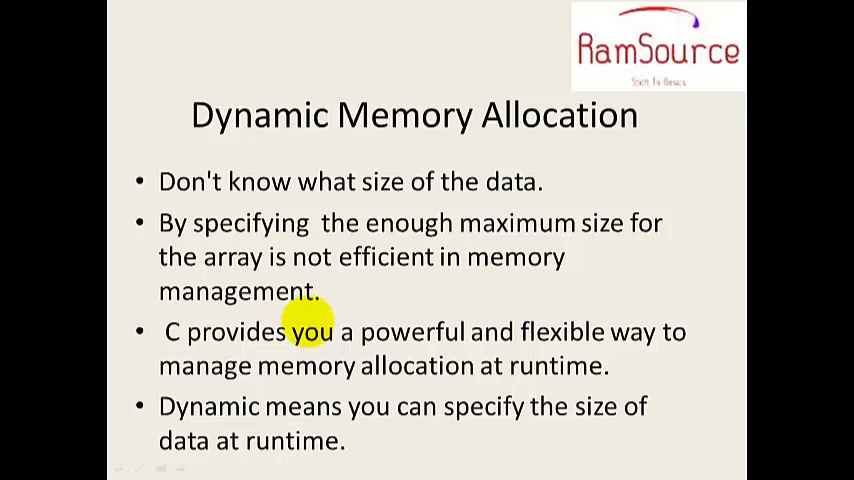 RamSource
Dynamic Memory Allocation
• Don't know what size of the data.
• By specifying the enough maximum size for
the array is not efficient in memory
management.
• C provides you a powerful and flexible way to
manage memory allocation at runtime.
• Dynamic means you can specify the size of
data at runtime.